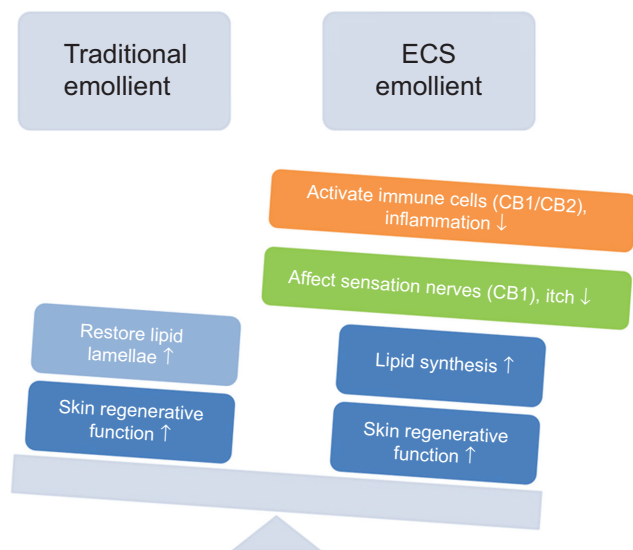 Traditional
emollient
ECS
emollient
Activate immune cells (CB1/CB2),
inflammation ↓
Affect sensation nerves (CB1), itch ↓
Restore lipid
lamellae ↑
Lipid synthesis ↑
Skin regenerative
function ↑
Skin regenerative
function ↑